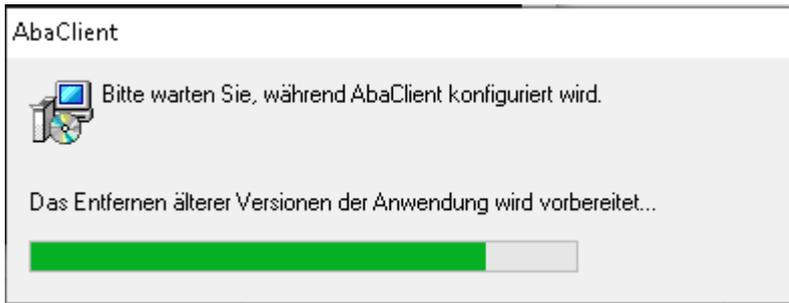 AbaClient
Bitte warten Sie, während AbaClient konfiguriert wird.
Das Entfernen älterer Versionen der Anwendung wird vorbereitet...